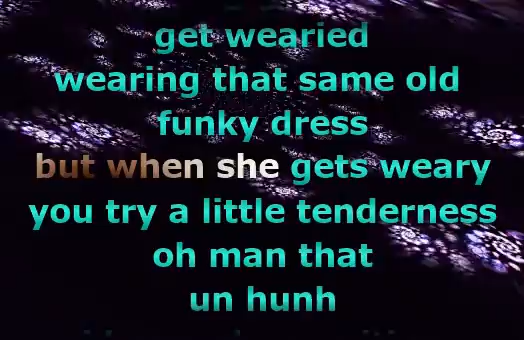 get wearied
wearing that same old
funky dress
but when she gets weary
you try a little tenderness
oh man that
un hunh